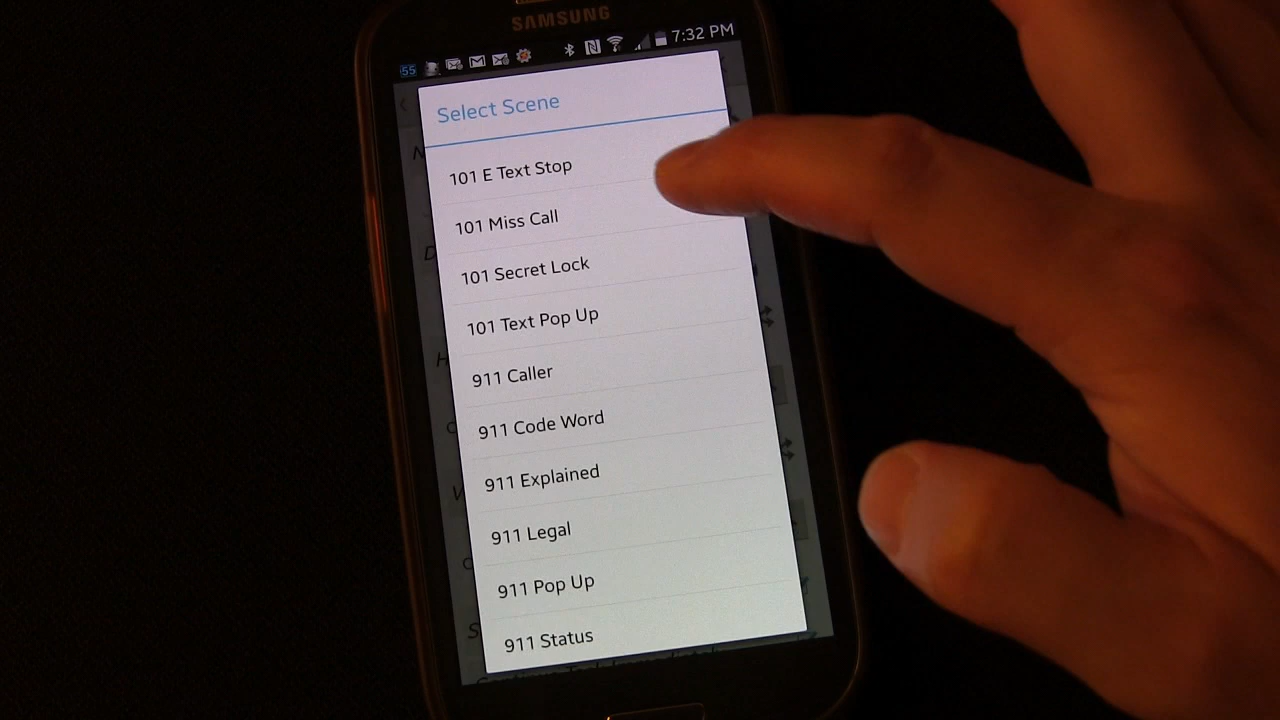 SAMSUNG
55
7:32 PM
Select Scene
101 E Text Stop
101 Miss Call
101 Secret Lock
101 Text Pop Up
911 Caller
911 Code Word
911 Explained
911 Legal
911 Pop Up
911 Status